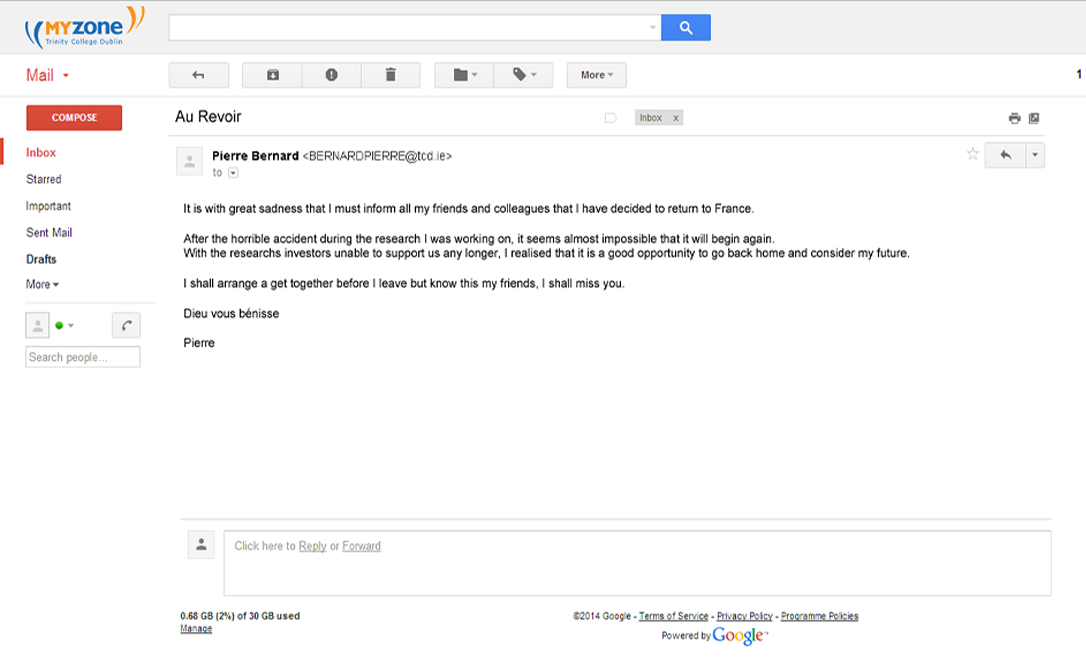 MYZONE
Trinity College Dublin
Mail
More
1
COMPOSE
Au Revoir
Inbox x
Inbox
Pierre Bernard <BERNARDPIERRE@tcd.ie>
to
Starred
Important
Sent Mail
Drafts
More
Search people...
It is with great sadness that I must inform all my friends and colleagues that I have decided to return to France.
After the horrible accident during the research I was working on, it seems almost impossible that it will begin again.
With the researchs investors unable to support us any longer, I realised that it is a good opportunity to go back home and consider my future.
I shall arrange a get together before I leave but know this my friends, I shall miss you.
Dieu vous bénisse
Pierre
Click here to Reply or Forward
0.68 GB (2%) of 30 GB used
Manage
©2014 Google - Terms of Service - Privacy Policy - Programme Policies
Powered by Google™